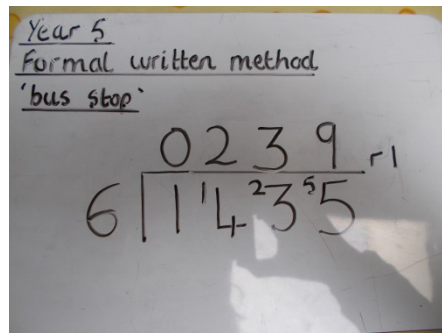 Year 5
Formal written method
'bus stop'
0239 r1
6 1 ¹4 ²3 ⁵5